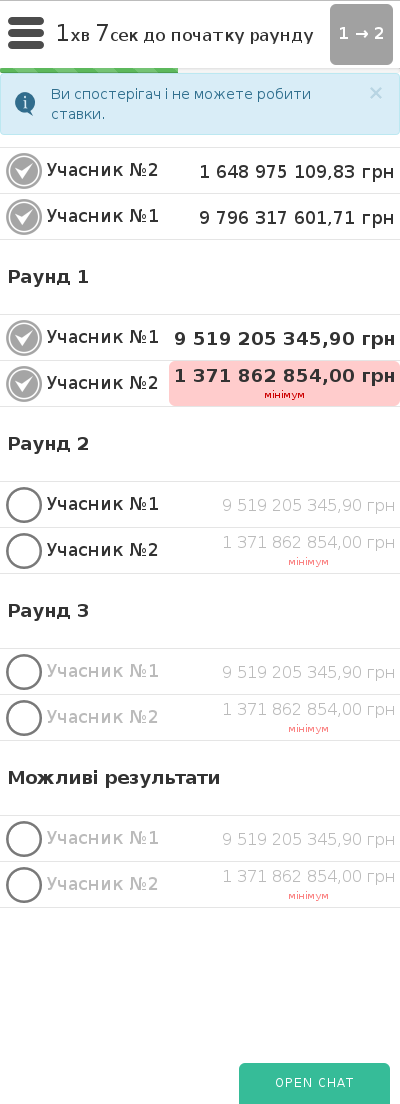 1хв 7сек до початку раунду
1 → 2
Ви спостерігач і не можете робити
ставки.
×
Учасник №2 1 648 975 109,83 грн
Учасник №1 9 796 317 601,71 грн
Раунд 1
Учасник №1 9 519 205 345,90 грн
Учасник №2 1 371 862 854,00 грн
мінімум
Раунд 2
Учасник №1 9 519 205 345,90 грн
Учасник №2 1 371 862 854,00 грн
мінімум
Раунд 3
Учасник №1 9 519 205 345,90 грн
Учасник №2 1 371 862 854,00 грн
мінімум
Можливі результати
Учасник №1 9 519 205 345,90 грн
Учасник №2 1 371 862 854,00 грн
мінімум
OPEN CHAT